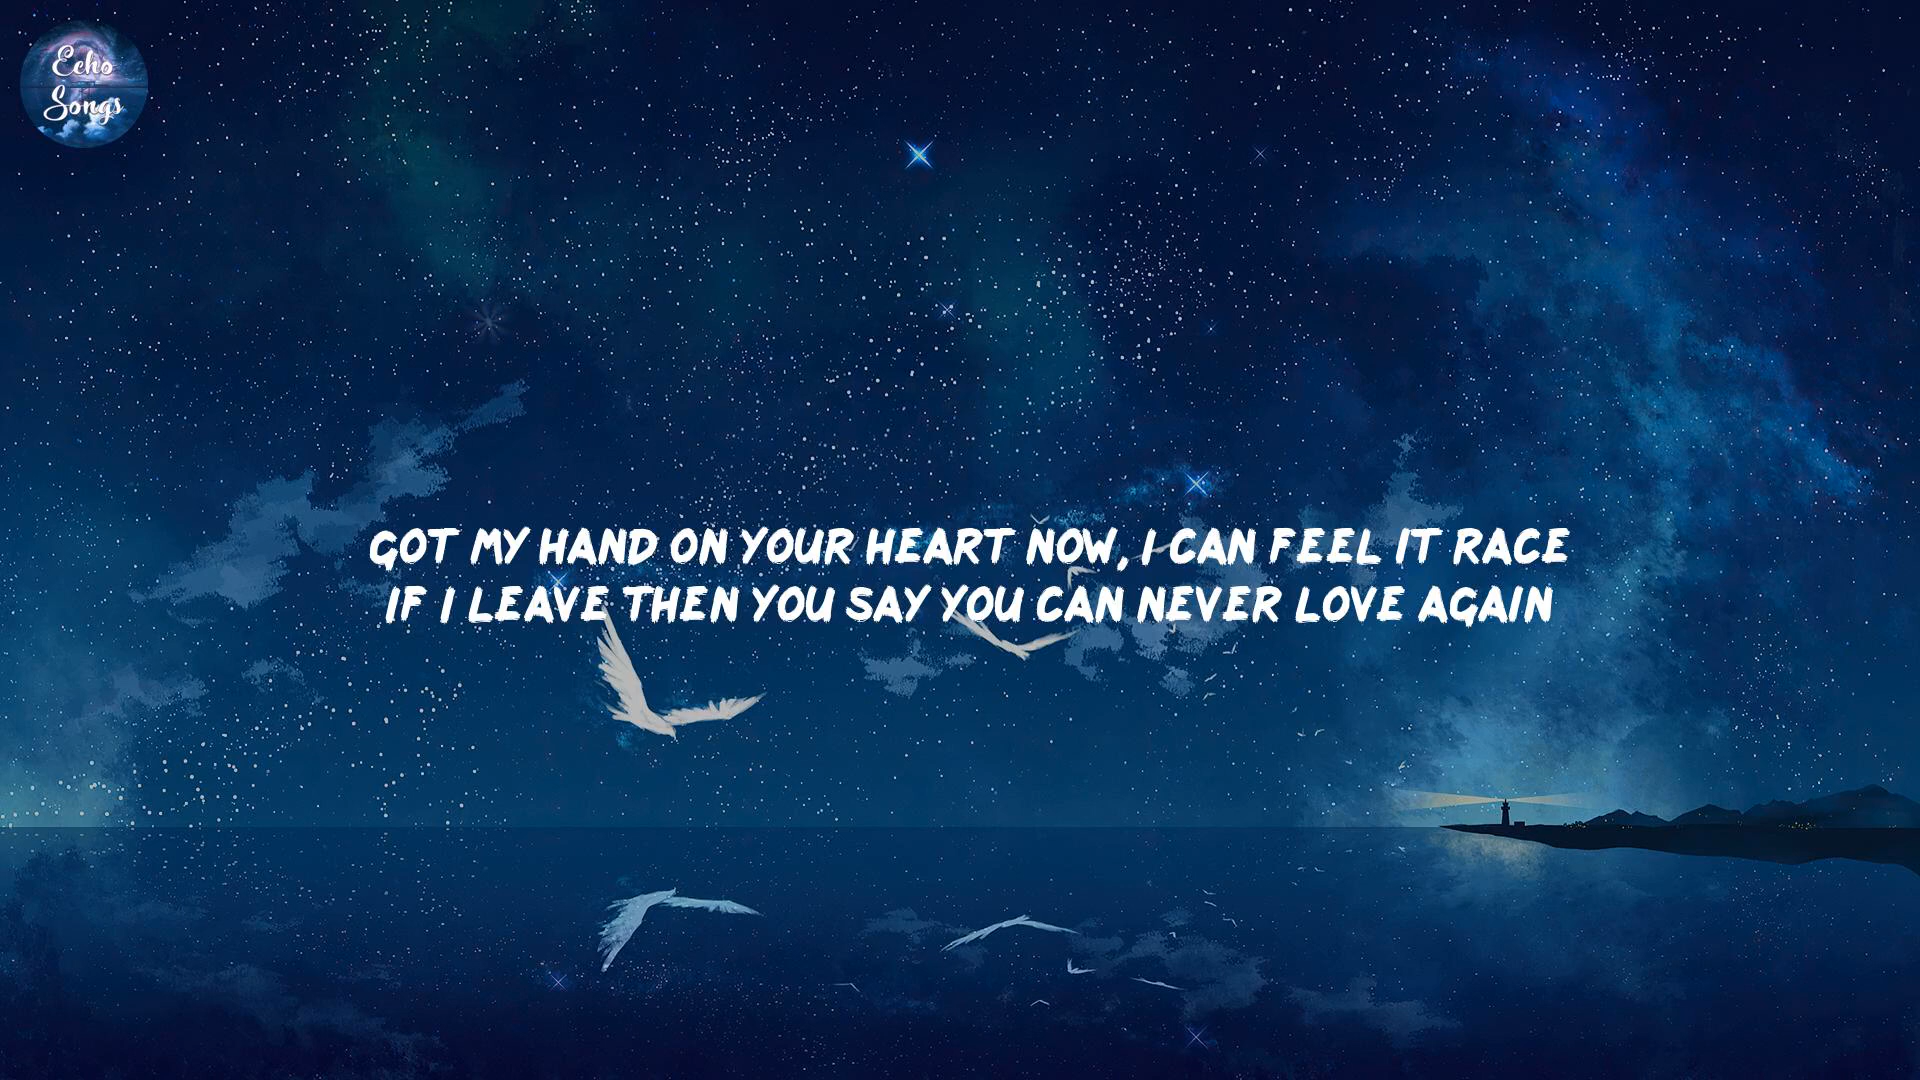 Echo
Songs
GOT MY HAND ON YOUR HEART NOW, I CAN FEEL IT RACE
IF I LEAVE THEN YOU SAY YOU CAN NEVER LOVE AGAIN